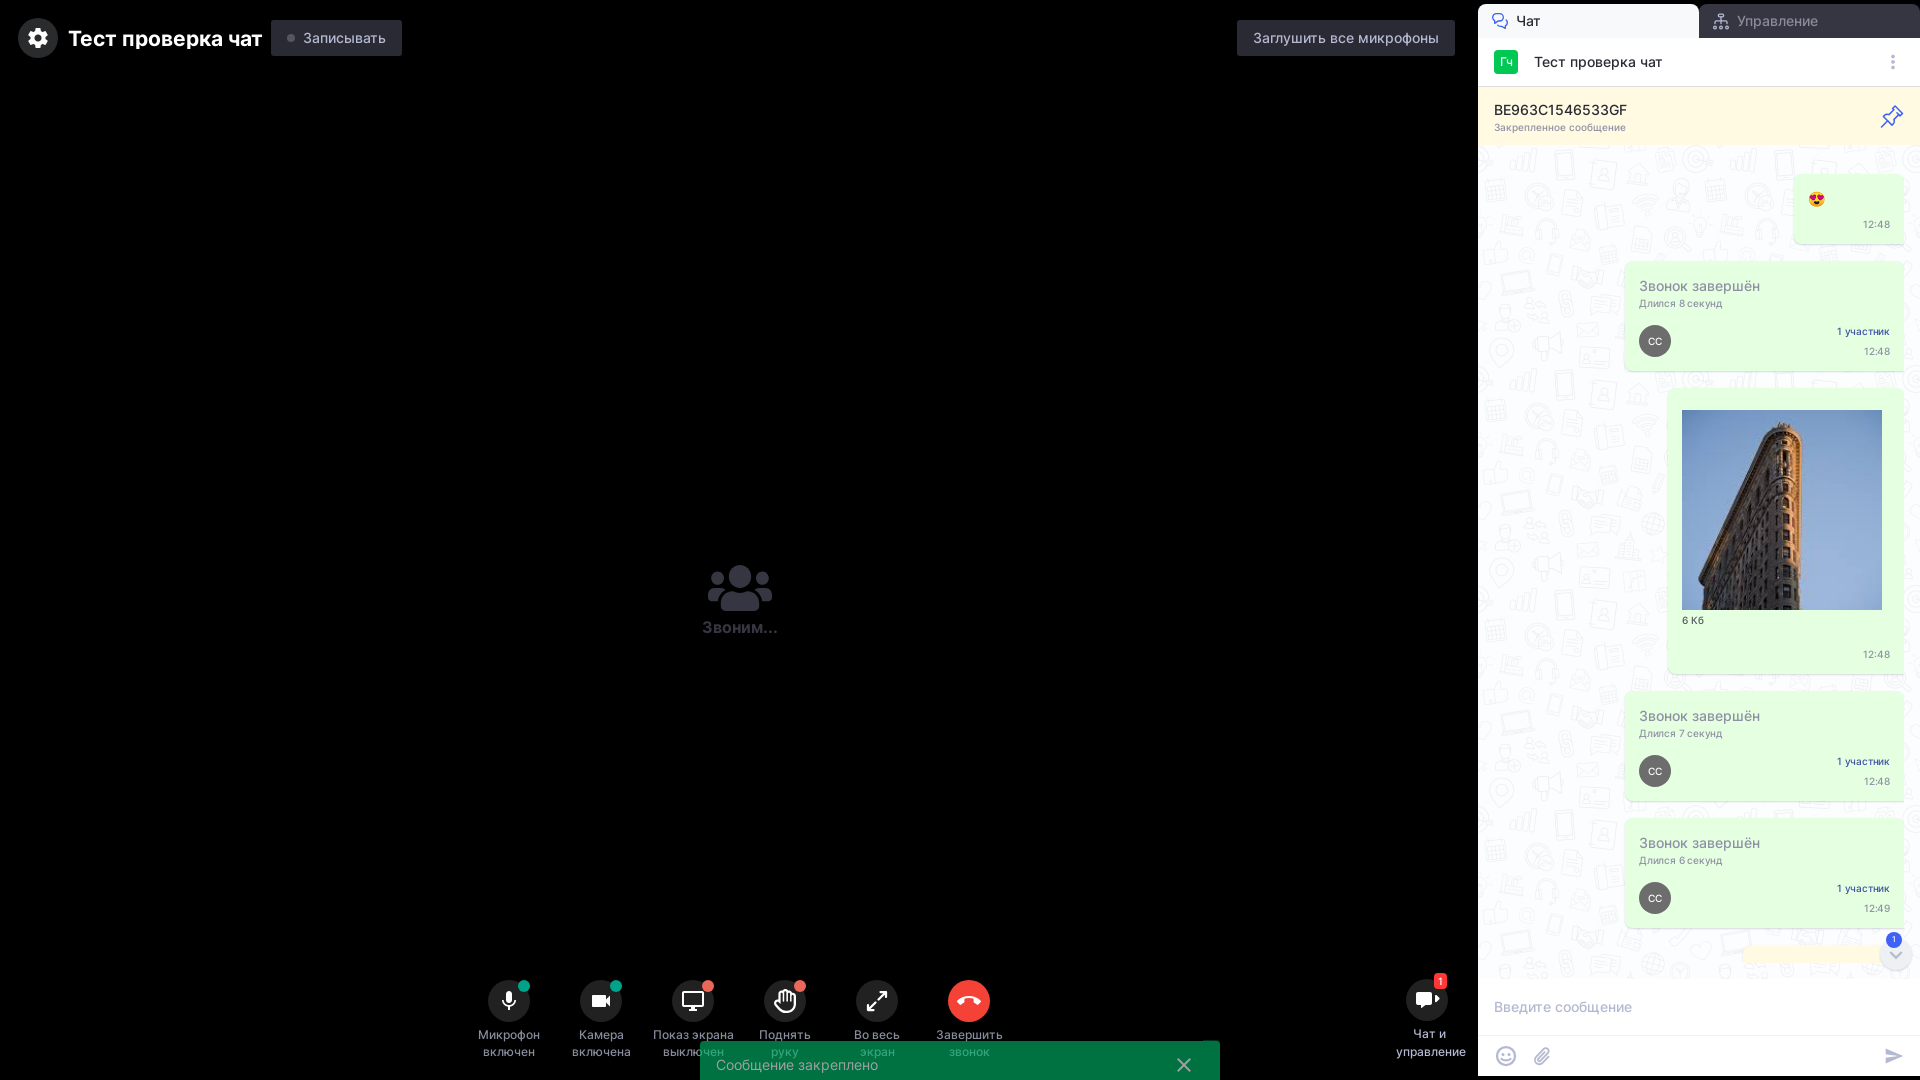 Тест проверка чат
Записывать
Заглушить все микрофоны
Чат
Управление
Гч
Тест проверка чат
BE963C1546533GF
Закрепленное сообщение
12:48
Звонок завершён
Длился 8 секунд
1 участник
СС
12:48
6 Кб
12:48
Звонок завершён
Длился 7 секунд
1 участник
СС
12:48
Звонок завершён
Длился 6 секунд
1 участник
СС
12:49
1
Звоним...
Введите сообщение
Микрофон
включен
Камера
включена
Показ экрана
выключен
Поднять
руку
Во весь
экран
Завершить
звонок
1
Чат и
управление
Сообщение закреплено